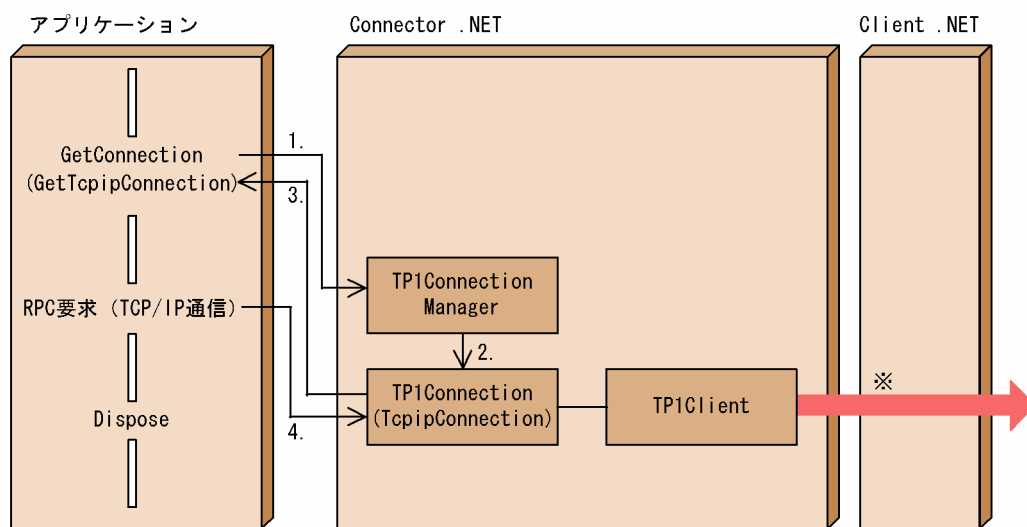 アプリケーション
Connector .NET
Client .NET
GetConnection
(GetTcpipConnection)
1.
3.
TP1Connection
Manager
RPC要求 (TCP/IP通信)
2.
TP1Connection
(TcpipConnection)
TP1Client
※
Dispose
4.